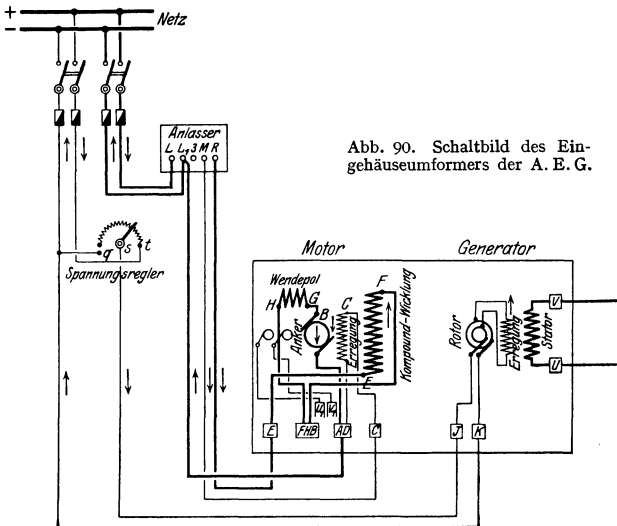 +
− Netz
Anlasser
L L₁ 3 M R
Abb. 90. Schaltbild des Ein-
gehäuseumformers der A. E. G.
q s t
Spannungsregler
Motor Generator
Wendepol
H G F
B C
Anker
Erregung
Kompound-Wicklung
E
Rotor
Erregung
Stator
U
U
E FHB AD C J K